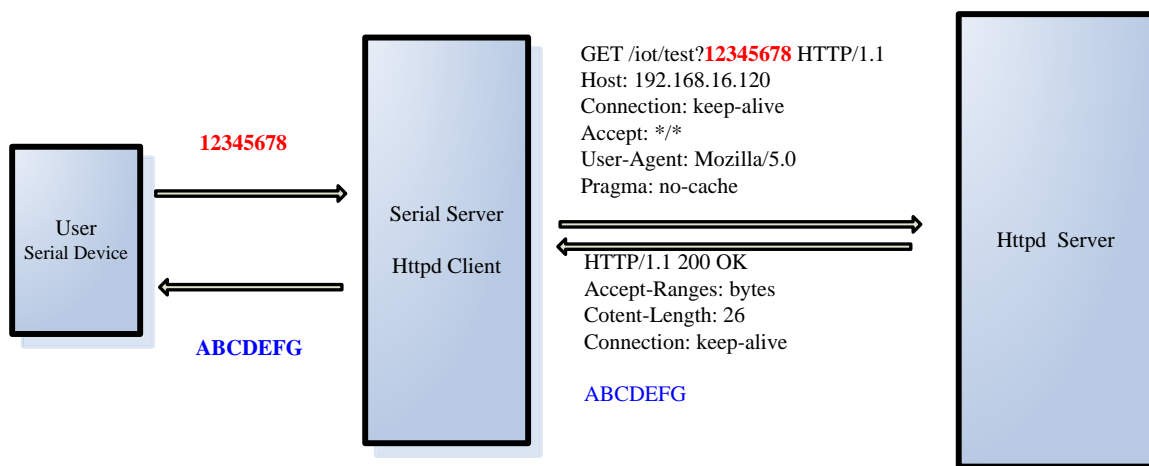 12345678
User
Serial Device
ABCDEFG
Serial Server
Httpd Client
GET /iot/test?12345678 HTTP/1.1
Host: 192.168.16.120
Connection: keep-alive
Accept: */*
User-Agent: Mozilla/5.0
Pragma: no-cache
HTTP/1.1 200 OK
Accept-Ranges: bytes
Cotent-Length: 26
Connection: keep-alive
ABCDEFG
Httpd Server